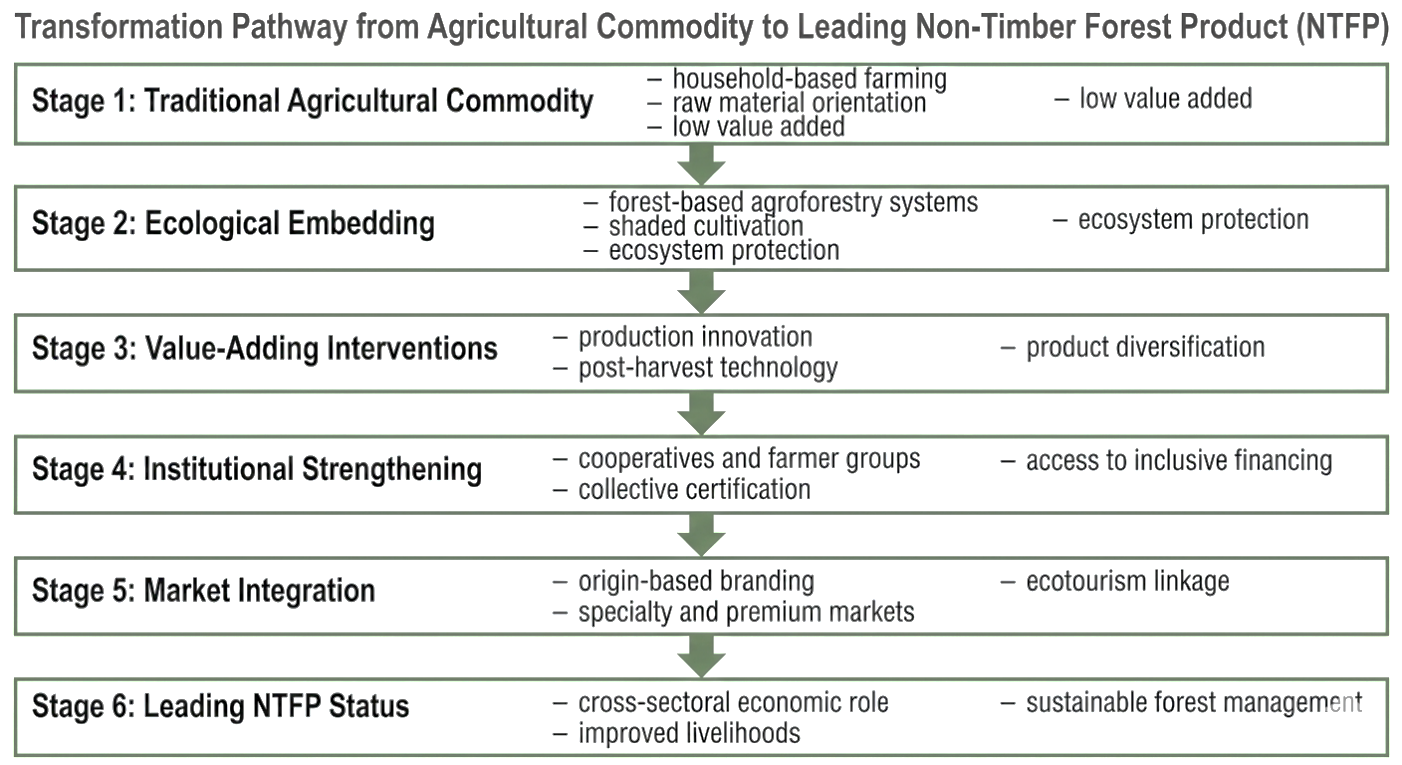 Transformation Pathway from Agricultural Commodity to Leading Non-Timber Forest Product (NTFP)
Stage 1: Traditional Agricultural Commodity
– household-based farming
– raw material orientation
– low value added
– low value added
Stage 2: Ecological Embedding
– forest-based agroforestry systems
– shaded cultivation
– ecosystem protection
– ecosystem protection
Stage 3: Value-Adding Interventions
– production innovation
– post-harvest technology
– product diversification
Stage 4: Institutional Strengthening
– cooperatives and farmer groups
– collective certification
– access to inclusive financing
Stage 5: Market Integration
– origin-based branding
– specialty and premium markets
– ecotourism linkage
Stage 6: Leading NTFP Status
– cross-sectoral economic role
– improved livelihoods
– sustainable forest management